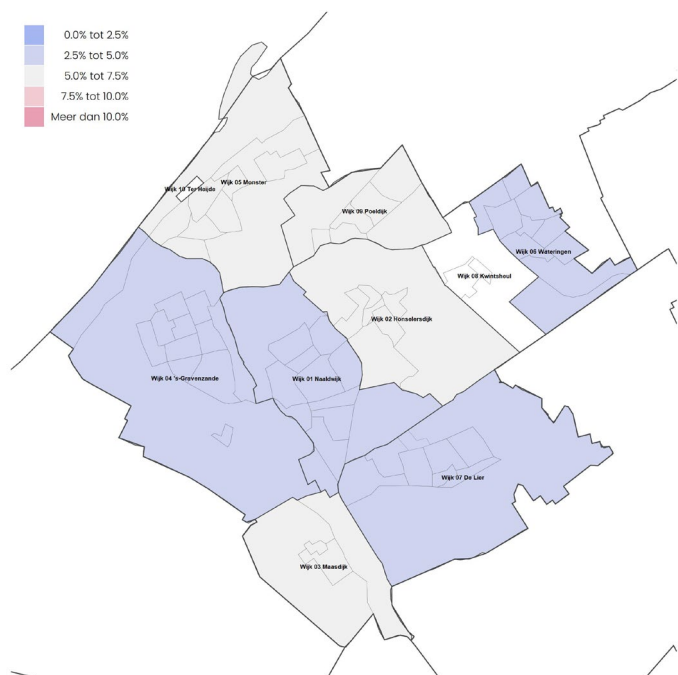 0.0% tot 2.5%
2.5% tot 5.0%
5.0% tot 7.5%
7.5% tot 10.0%
Meer dan 10.0%
Wijk 05 Monster
Wijk 10 Ter Heijde
Wijk 09 Poeldijk
Wijk 06 Wateringen
Wijk 08 Kwintsheul
Wijk 02 Honselersdijk
Wijk 04 's-Gravenzande
Wijk 01 Naaldwijk
Wijk 07 De Lier
Wijk 03 Maasdijk